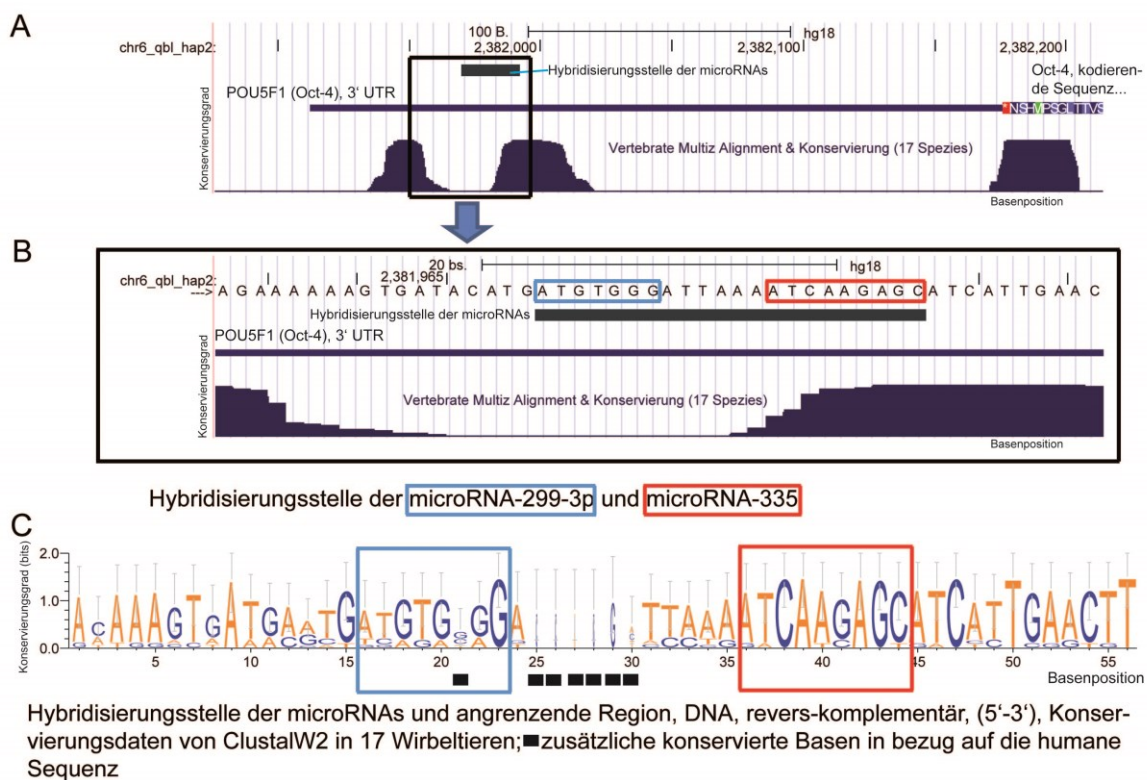 A
100 B.
hg18
chr6_qbl_hap2:
2,382,000
2,382,100
2,382,200
Hybridisierungsstelle der microRNAs
Oct-4, kodieren-
de Sequenz...
POU5F1 (Oct-4), 3' UTR
*NSHMPSGLTTVS
Konservierungsgrad
Vertebrate Multiz Alignment & Konservierung (17 Spezies)
Basenposition
B
20 bs.
hg18
chr6_qbl_hap2:
2,381,965
---> A G A A A A A G T G A T A C A T G A T G T G G G A T T A A A A T C A A G A G C A T C A T T G A A C
Hybridisierungsstelle der microRNAs
POU5F1 (Oct-4), 3' UTR
Konservierungsgrad
Vertebrate Multiz Alignment & Konservierung (17 Spezies)
Basenposition
Hybridisierungsstelle der microRNA-299-3p und microRNA-335
C
Konservierungsgrad (bits)
2.0
1.0
0.0
5 10 15 20 25 30 35 40 45 50 55
Basenposition
Hybridisierungsstelle der microRNAs und angrenzende Region, DNA, revers-komplementär, (5'-3'), Konser-
vierungsdaten von ClustalW2 in 17 Wirbeltieren; ■ zusätzliche konservierte Basen in bezug auf die humane
Sequenz